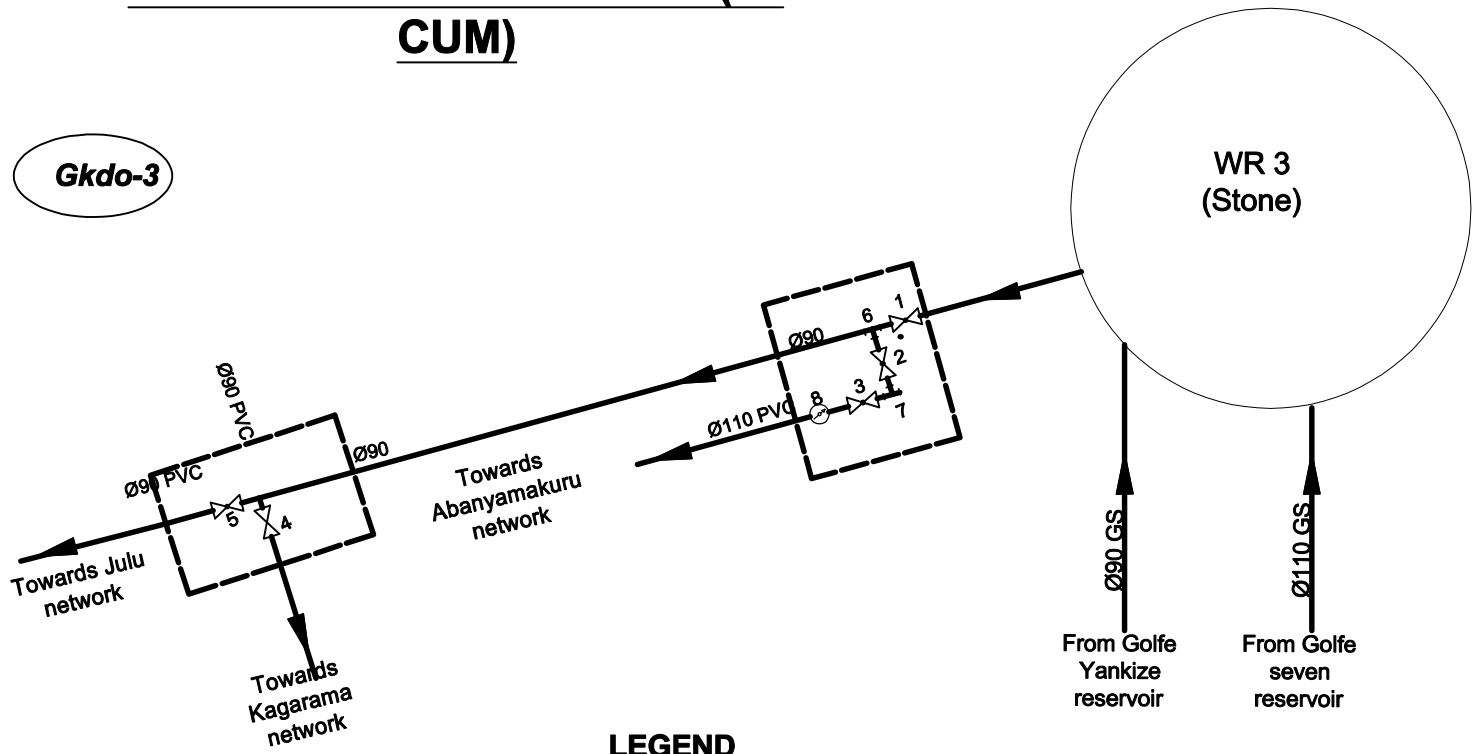 CUM)
Gkdo-3
WR 3
(Stone)
1
6
Ø90
2
3
8
7
Ø110 PVC
Ø90 PVC
Ø90
Ø90 PVC
5
4
Towards
Abanyamakuru
network
Towards Julu
network
Towards
Kagarama
network
Ø90 GS
Ø110 GS
From Golfe
Yankize
reservoir
From Golfe
seven
reservoir
LEGEND